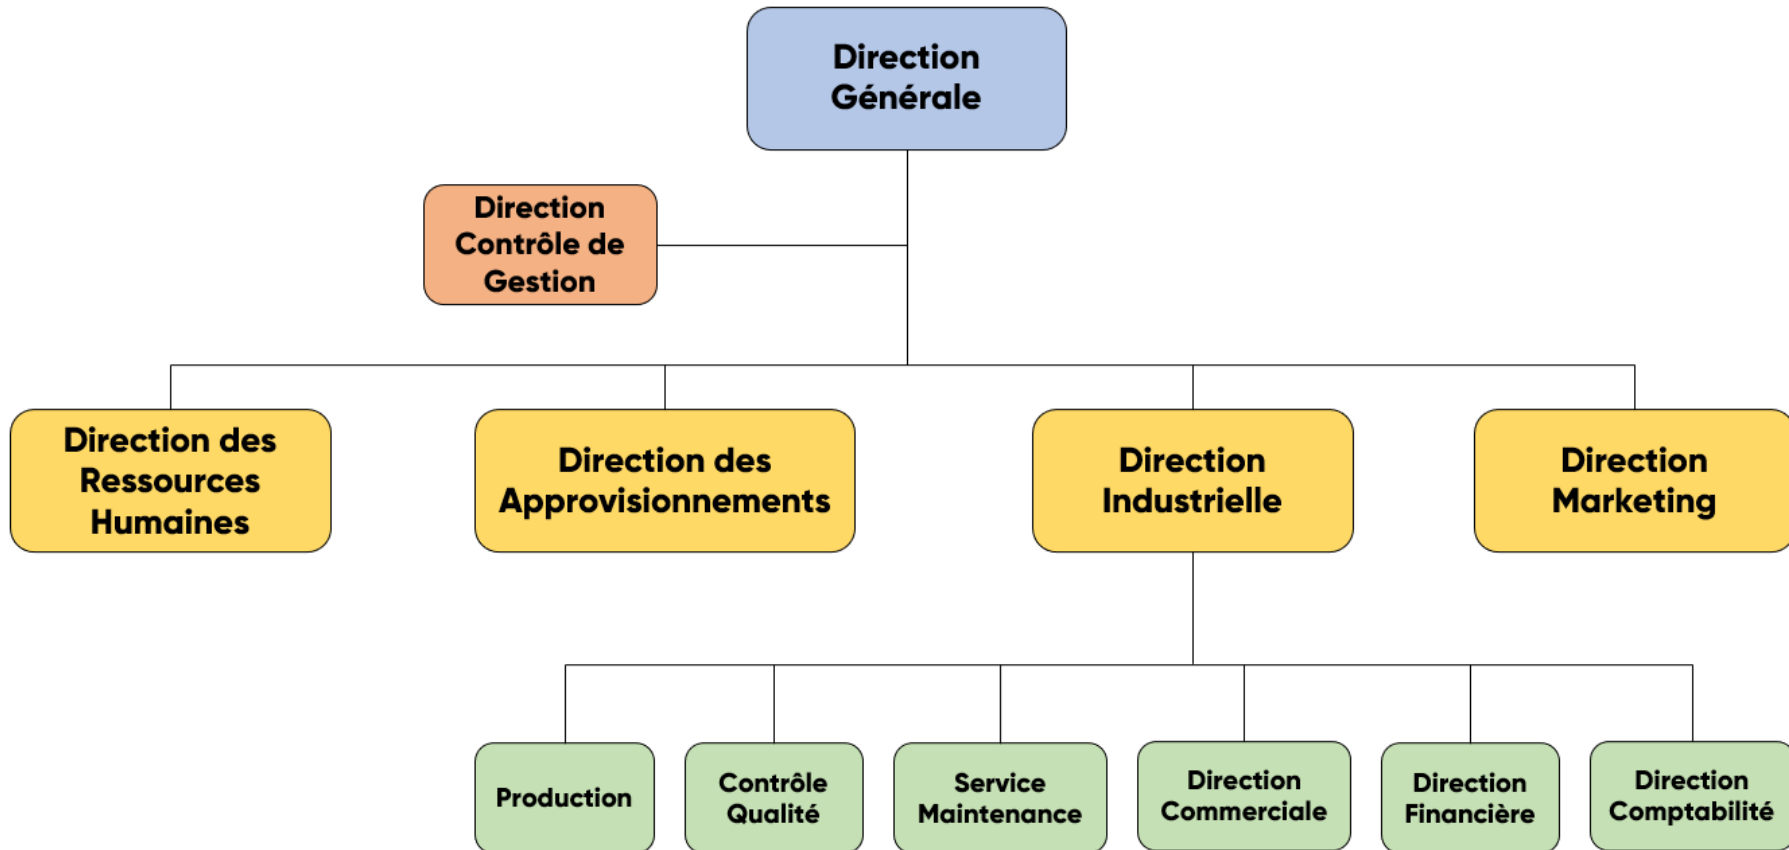 Direction
Générale
Direction
Contrôle de
Gestion
Direction des
Ressources
Humaines
Direction des
Approvisionnements
Direction
Industrielle
Direction
Marketing
Production
Contrôle
Qualité
Service
Maintenance
Direction
Commerciale
Direction
Financière
Direction
Comptabilité